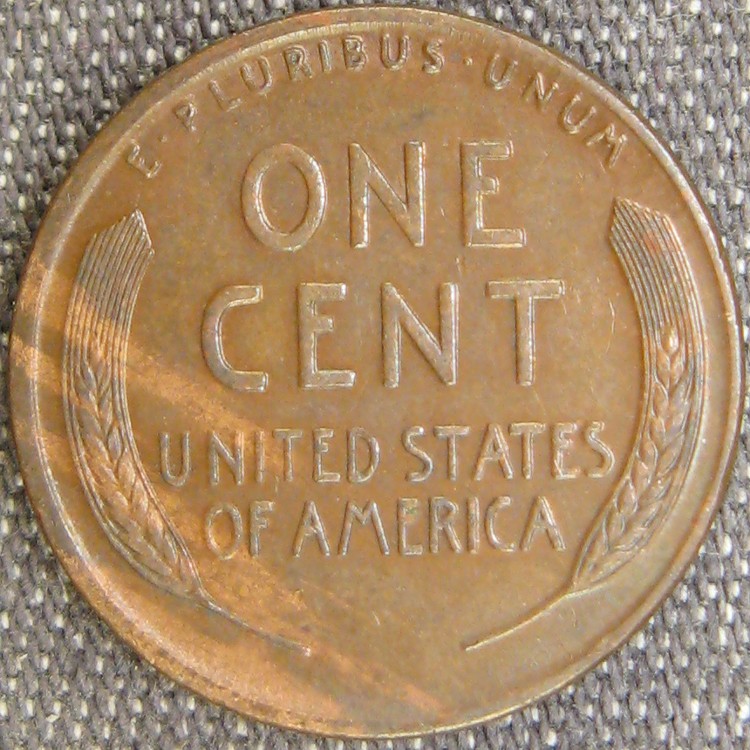 E·PLURIBUS·UNUM
ONE
CENT
UNITED STATES
OF AMERICA